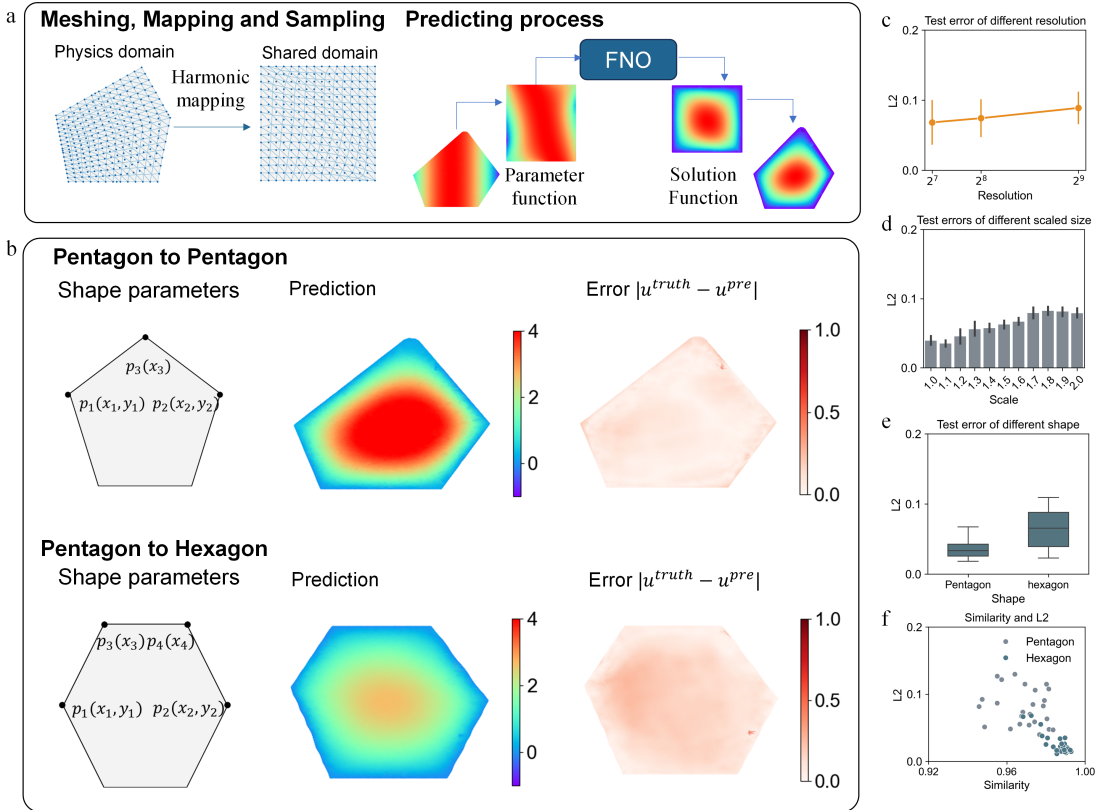 a
Meshing, Mapping and Sampling
Physics domain
Harmonic
mapping
Shared domain
Predicting process
FNO
Parameter
function
Solution
Function
b
Pentagon to Pentagon
Shape parameters
Prediction
Error |u^{truth} − u^{pre}|
p₃(x₃)
p₁(x₁, y₁) p₂(x₂, y₂)
4
2
0
1.0
0.5
0.0
Pentagon to Hexagon
Shape parameters
Prediction
Error |u^{truth} − u^{pre}|
p₃(x₃) p₄(x₄)
p₁(x₁, y₁) p₂(x₂, y₂)
4
2
0
1.0
0.5
0.0
c
Test error of different resolution
0.2
0.1
0.0
L2
2⁷ 2⁸ 2⁹
Resolution
d
Test errors of different scaled size
0.2
0.1
0.0
L2
1.0 1.1 1.2 1.3 1.4 1.5 1.6 1.7 1.8 1.9 2.0
Scale
e
Test error of different shape
0.2
0.1
0.0
L2
Pentagon hexagon
Shape
f
Similarity and L2
0.2
0.1
0.0
L2
Pentagon
Hexagon
0.92 0.96 1.00
Similarity